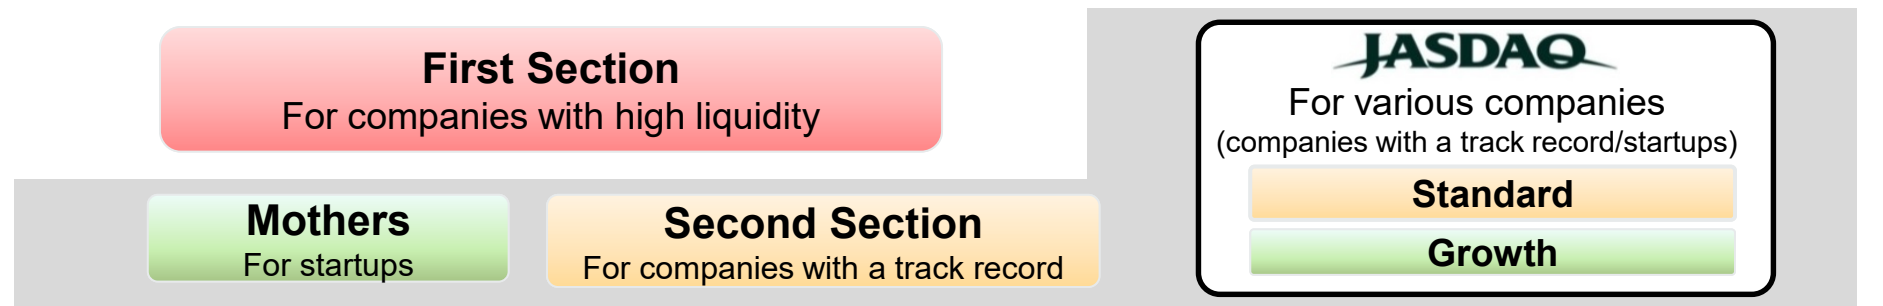 First Section
For companies with high liquidity
Mothers
For startups
Second Section
For companies with a track record
JASDAQ
For various companies
(companies with a track record/startups)
Standard
Growth